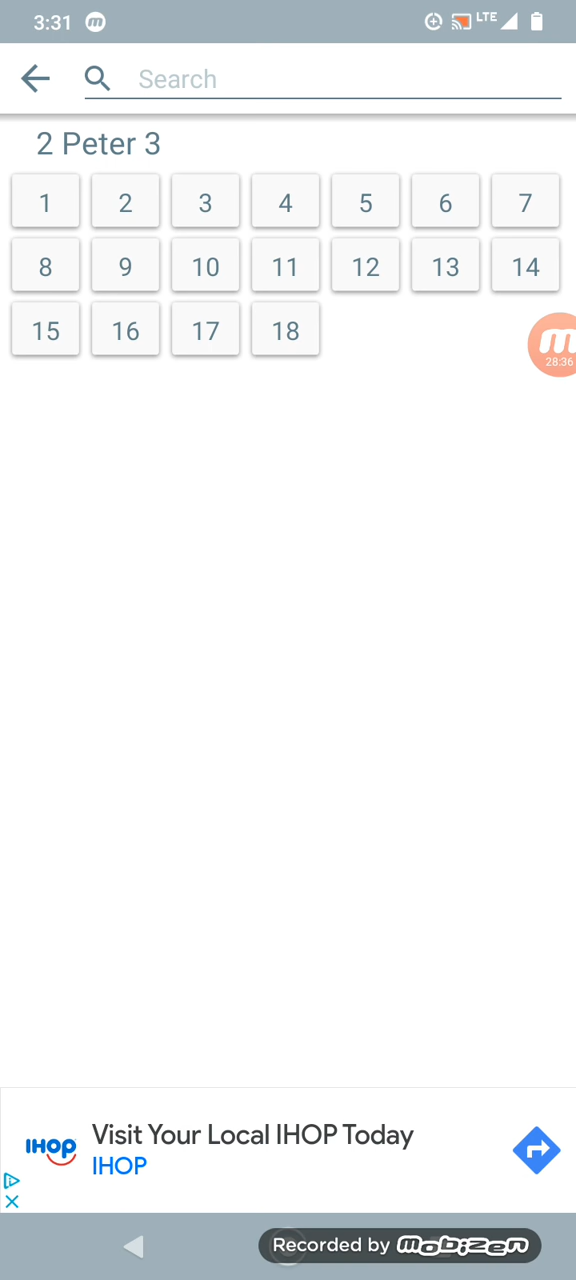 3:31 m LTE
Search
2 Peter 3
1 2 3 4 5 6 7
8 9 10 11 12 13 14
15 16 17 18
m
28:36
Visit Your Local IHOP Today
IHOP
IHOP
Recorded by mobizen